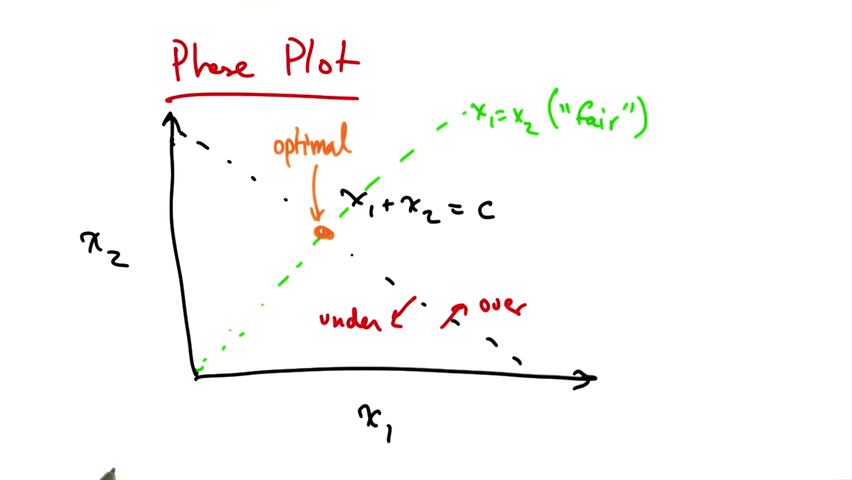 Phase Plot
x₁=x₂ ("fair")
optimal
x₁+x₂=C
x₂
under
over
x₁